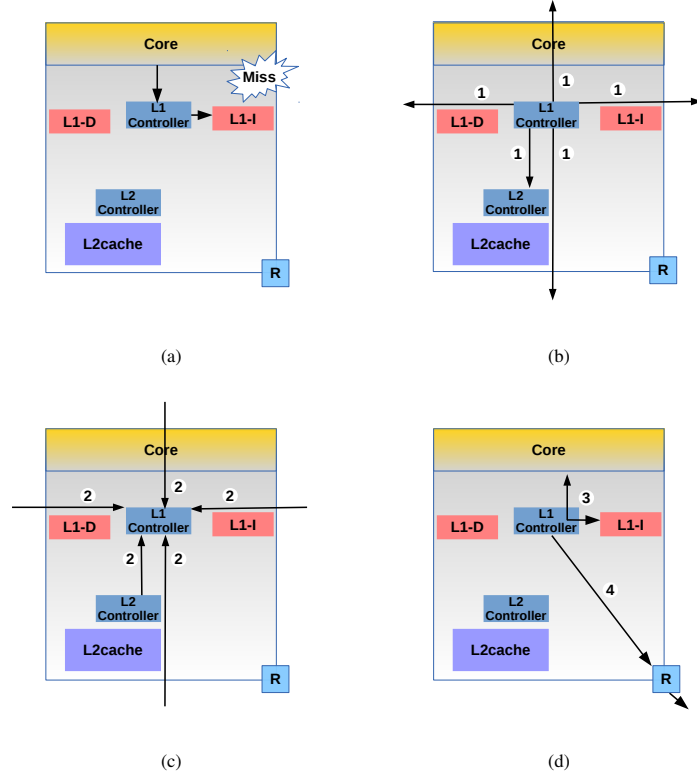 Core
Miss
L1
Controller
L1-D
L1-I
L2
Controller
L2cache
R
(a)
Core
1
1
1
L1
Controller
L1-D
L1-I
1
1
L2
Controller
L2cache
R
(b)
Core
2
2
2
L1
Controller
L1-D
L1-I
2
2
L2
Controller
L2cache
R
(c)
Core
3
L1
Controller
L1-D
L1-I
4
L2
Controller
L2cache
R
(d)